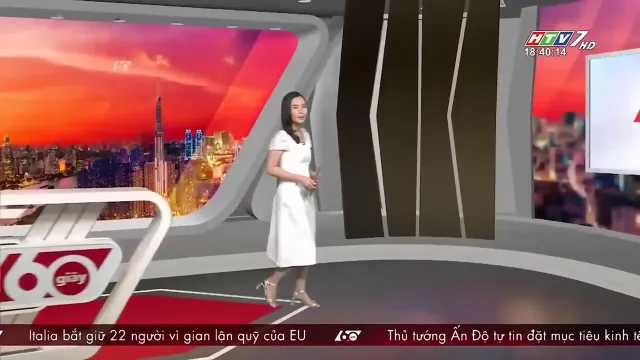 HTV7 HD
18:40:14
60 giây
Italia bắt giữ 22 người vì gian lận quỹ của EU 60 Thủ tướng Ấn Độ tự tin đặt mục tiêu kinh tế